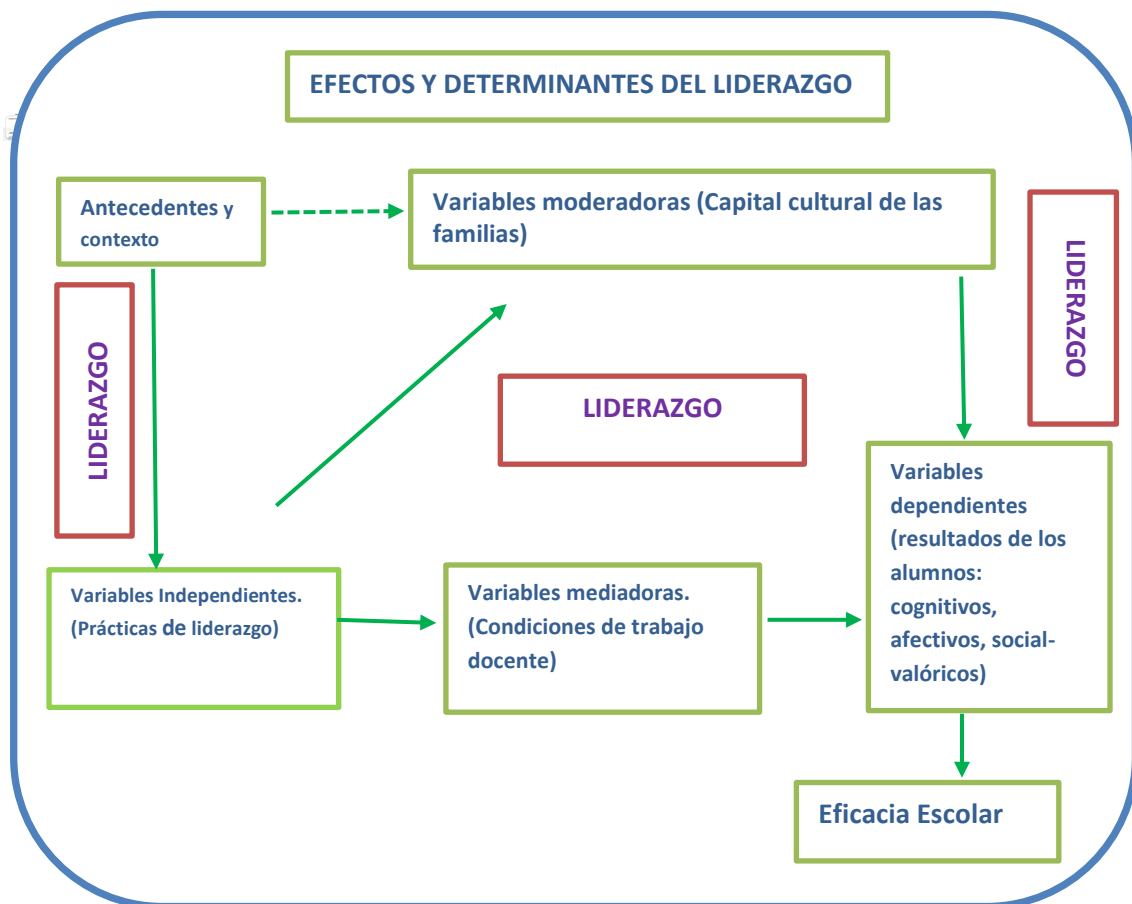 EFECTOS Y DETERMINANTES DEL LIDERAZGO
Antecedentes y
contexto
Variables moderadoras (Capital cultural de las
familias)
LIDERAZGO
LIDERAZGO
LIDERAZGO
Variables Independientes.
(Prácticas de liderazgo)
Variables mediadoras.
(Condiciones de trabajo
docente)
Variables
dependientes
(resultados de los
alumnos:
cognitivos,
afectivos, social-
valóricos)
Eficacia Escolar